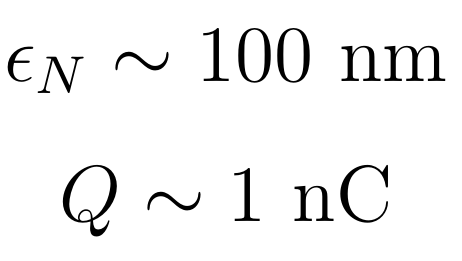 ϵ_N ∼ 100 nm
Q ∼ 1 nC